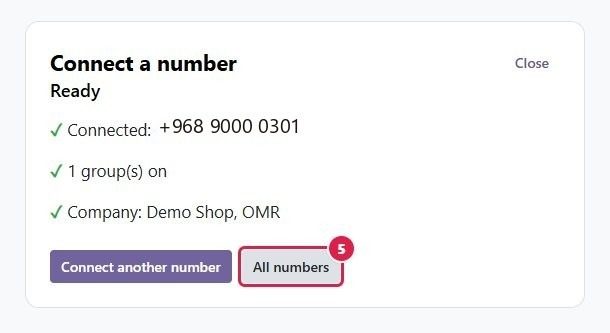 Connect a number
Close
Ready
✓ Connected: +968 9000 0301
✓ 1 group(s) on
✓ Company: Demo Shop, OMR
Connect another number
All numbers
5